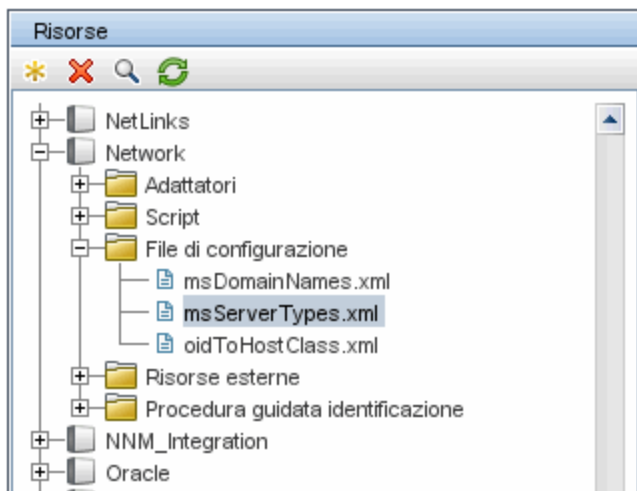 Risorse
NetLinks
Network
Adattatori
Script
File di configurazione
msDomainNames.xml
msServerTypes.xml
oidToHostClass.xml
Risorse esterne
Procedura guidata identificazione
NNM_Integration
Oracle